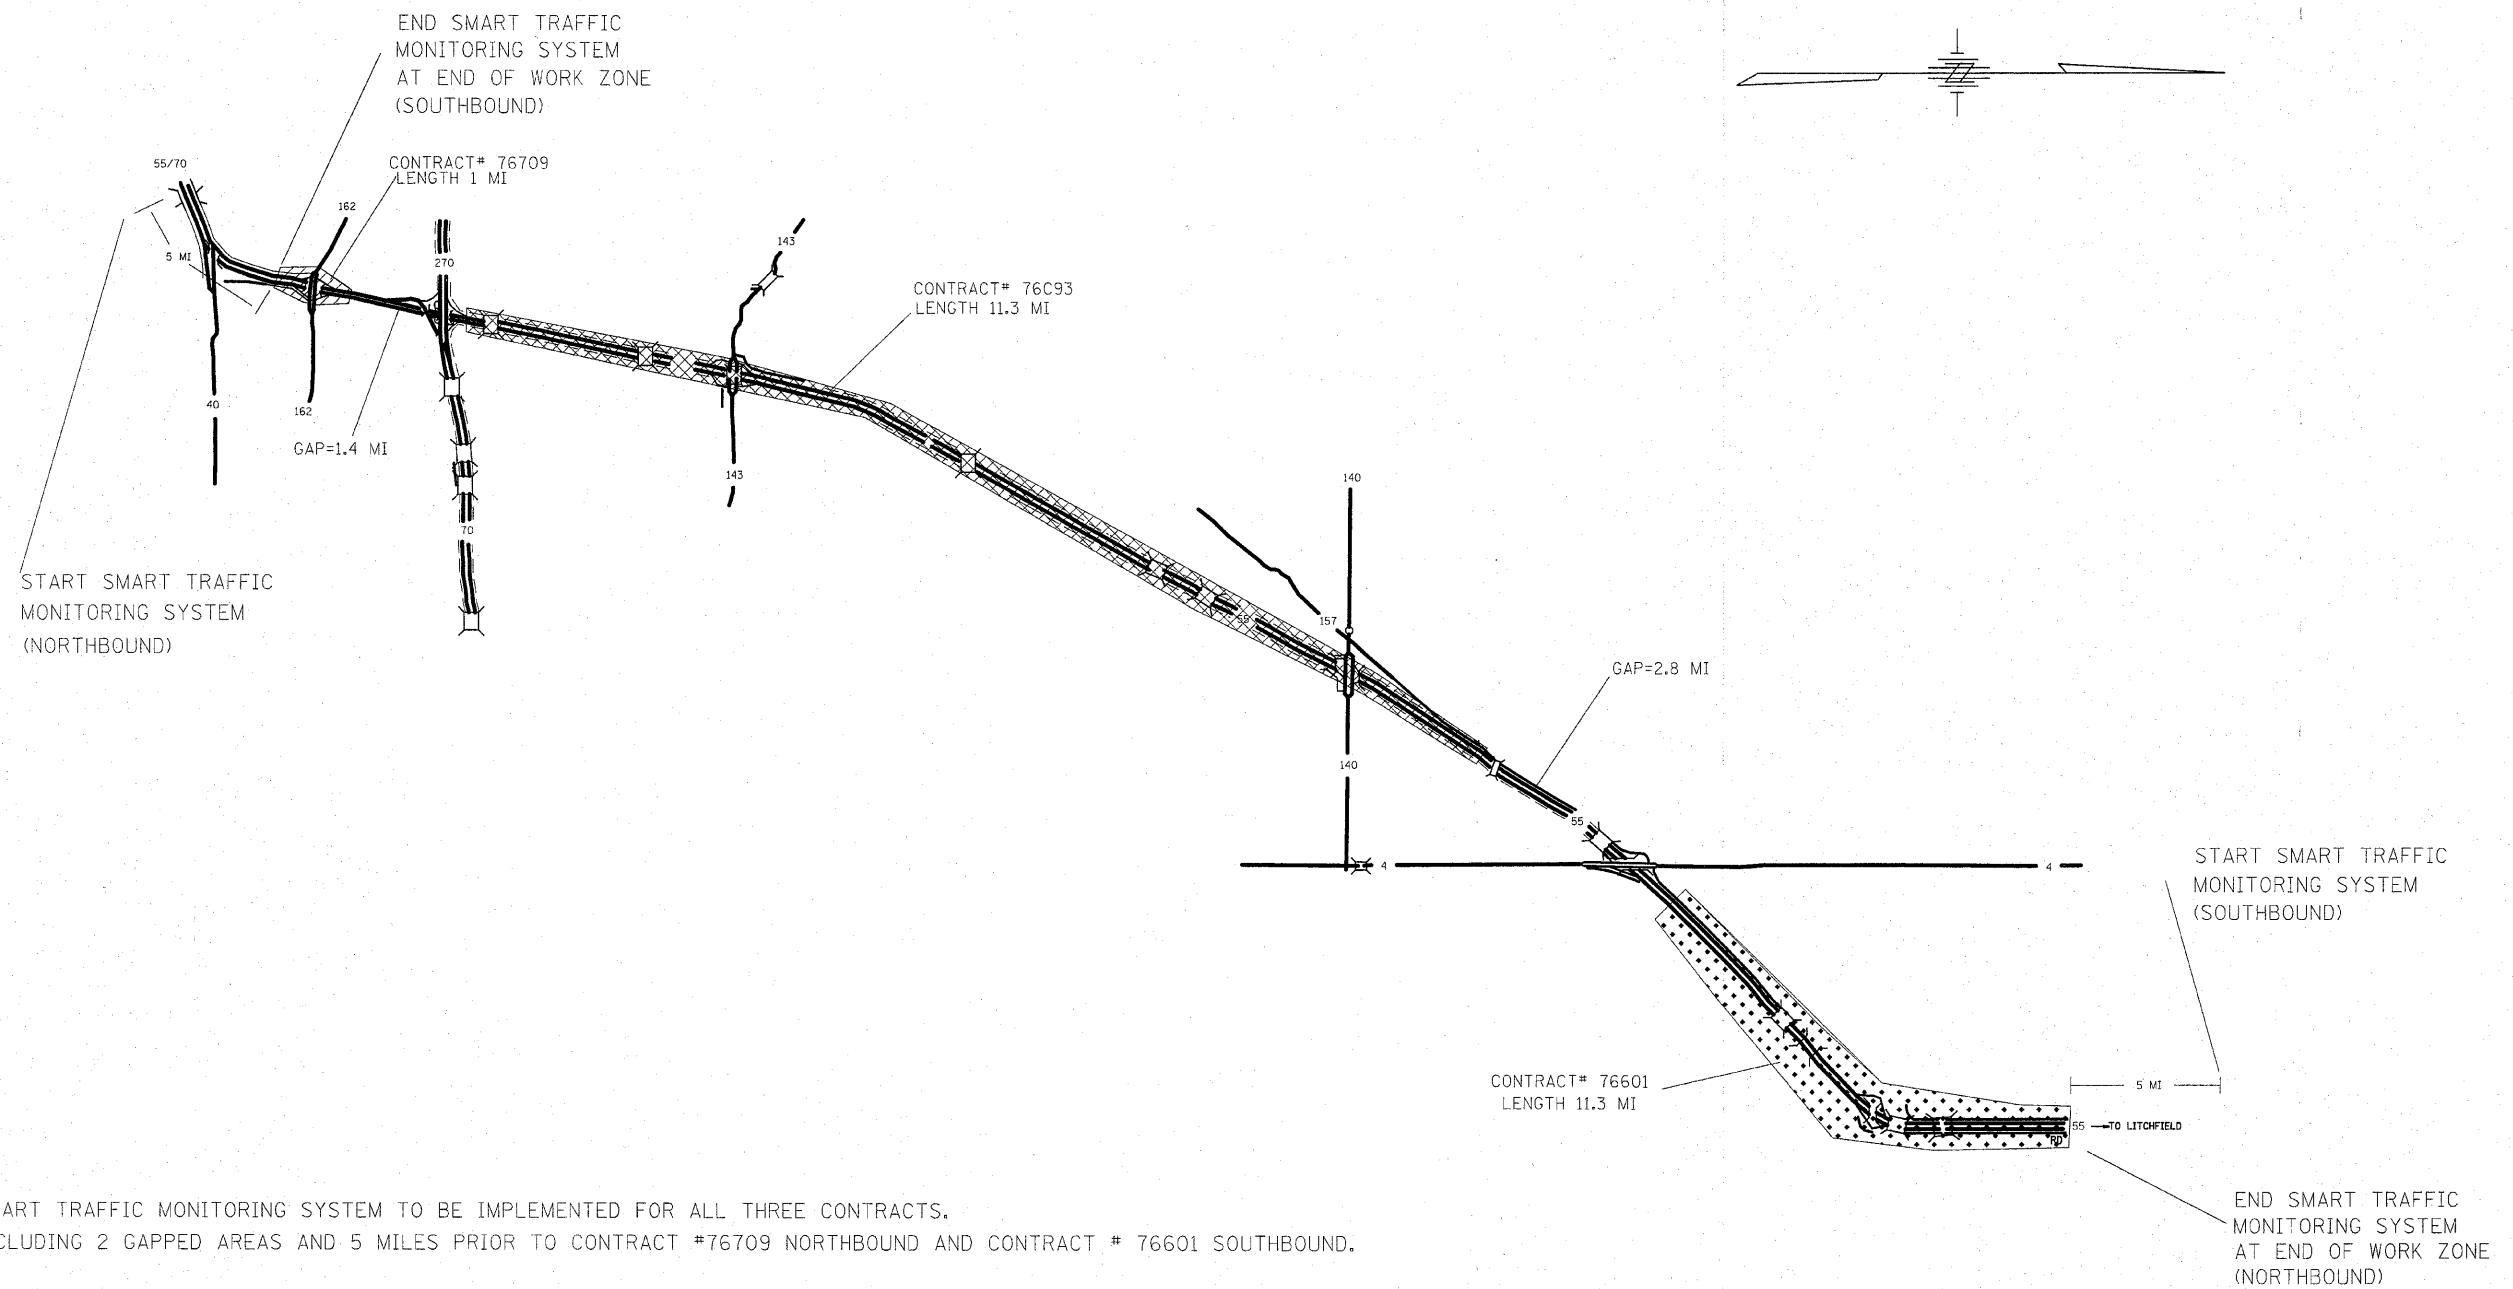 END SMART TRAFFIC
MONITORING SYSTEM
AT END OF WORK ZONE
(SOUTHBOUND)
55/70
CONTRACT# 76709
LENGTH 1 MI
162
143
5 MI
270
CONTRACT# 76C93
LENGTH 11.3 MI
40
162
GAP=1.4 MI
143
140
70
START SMART TRAFFIC
MONITORING SYSTEM
(NORTHBOUND)
55
157
GAP=2.8 MI
140
55
4
4
START SMART TRAFFIC
MONITORING SYSTEM
(SOUTHBOUND)
CONTRACT# 76601
LENGTH 11.3 MI
5 MI
55 TO LITCHFIELD
RD
END SMART TRAFFIC
MONITORING SYSTEM
AT END OF WORK ZONE
(NORTHBOUND)
ART TRAFFIC MONITORING SYSTEM TO BE IMPLEMENTED FOR ALL THREE CONTRACTS.
CLUDING 2 GAPPED AREAS AND 5 MILES PRIOR TO CONTRACT #76709 NORTHBOUND AND CONTRACT # 76601 SOUTHBOUND.